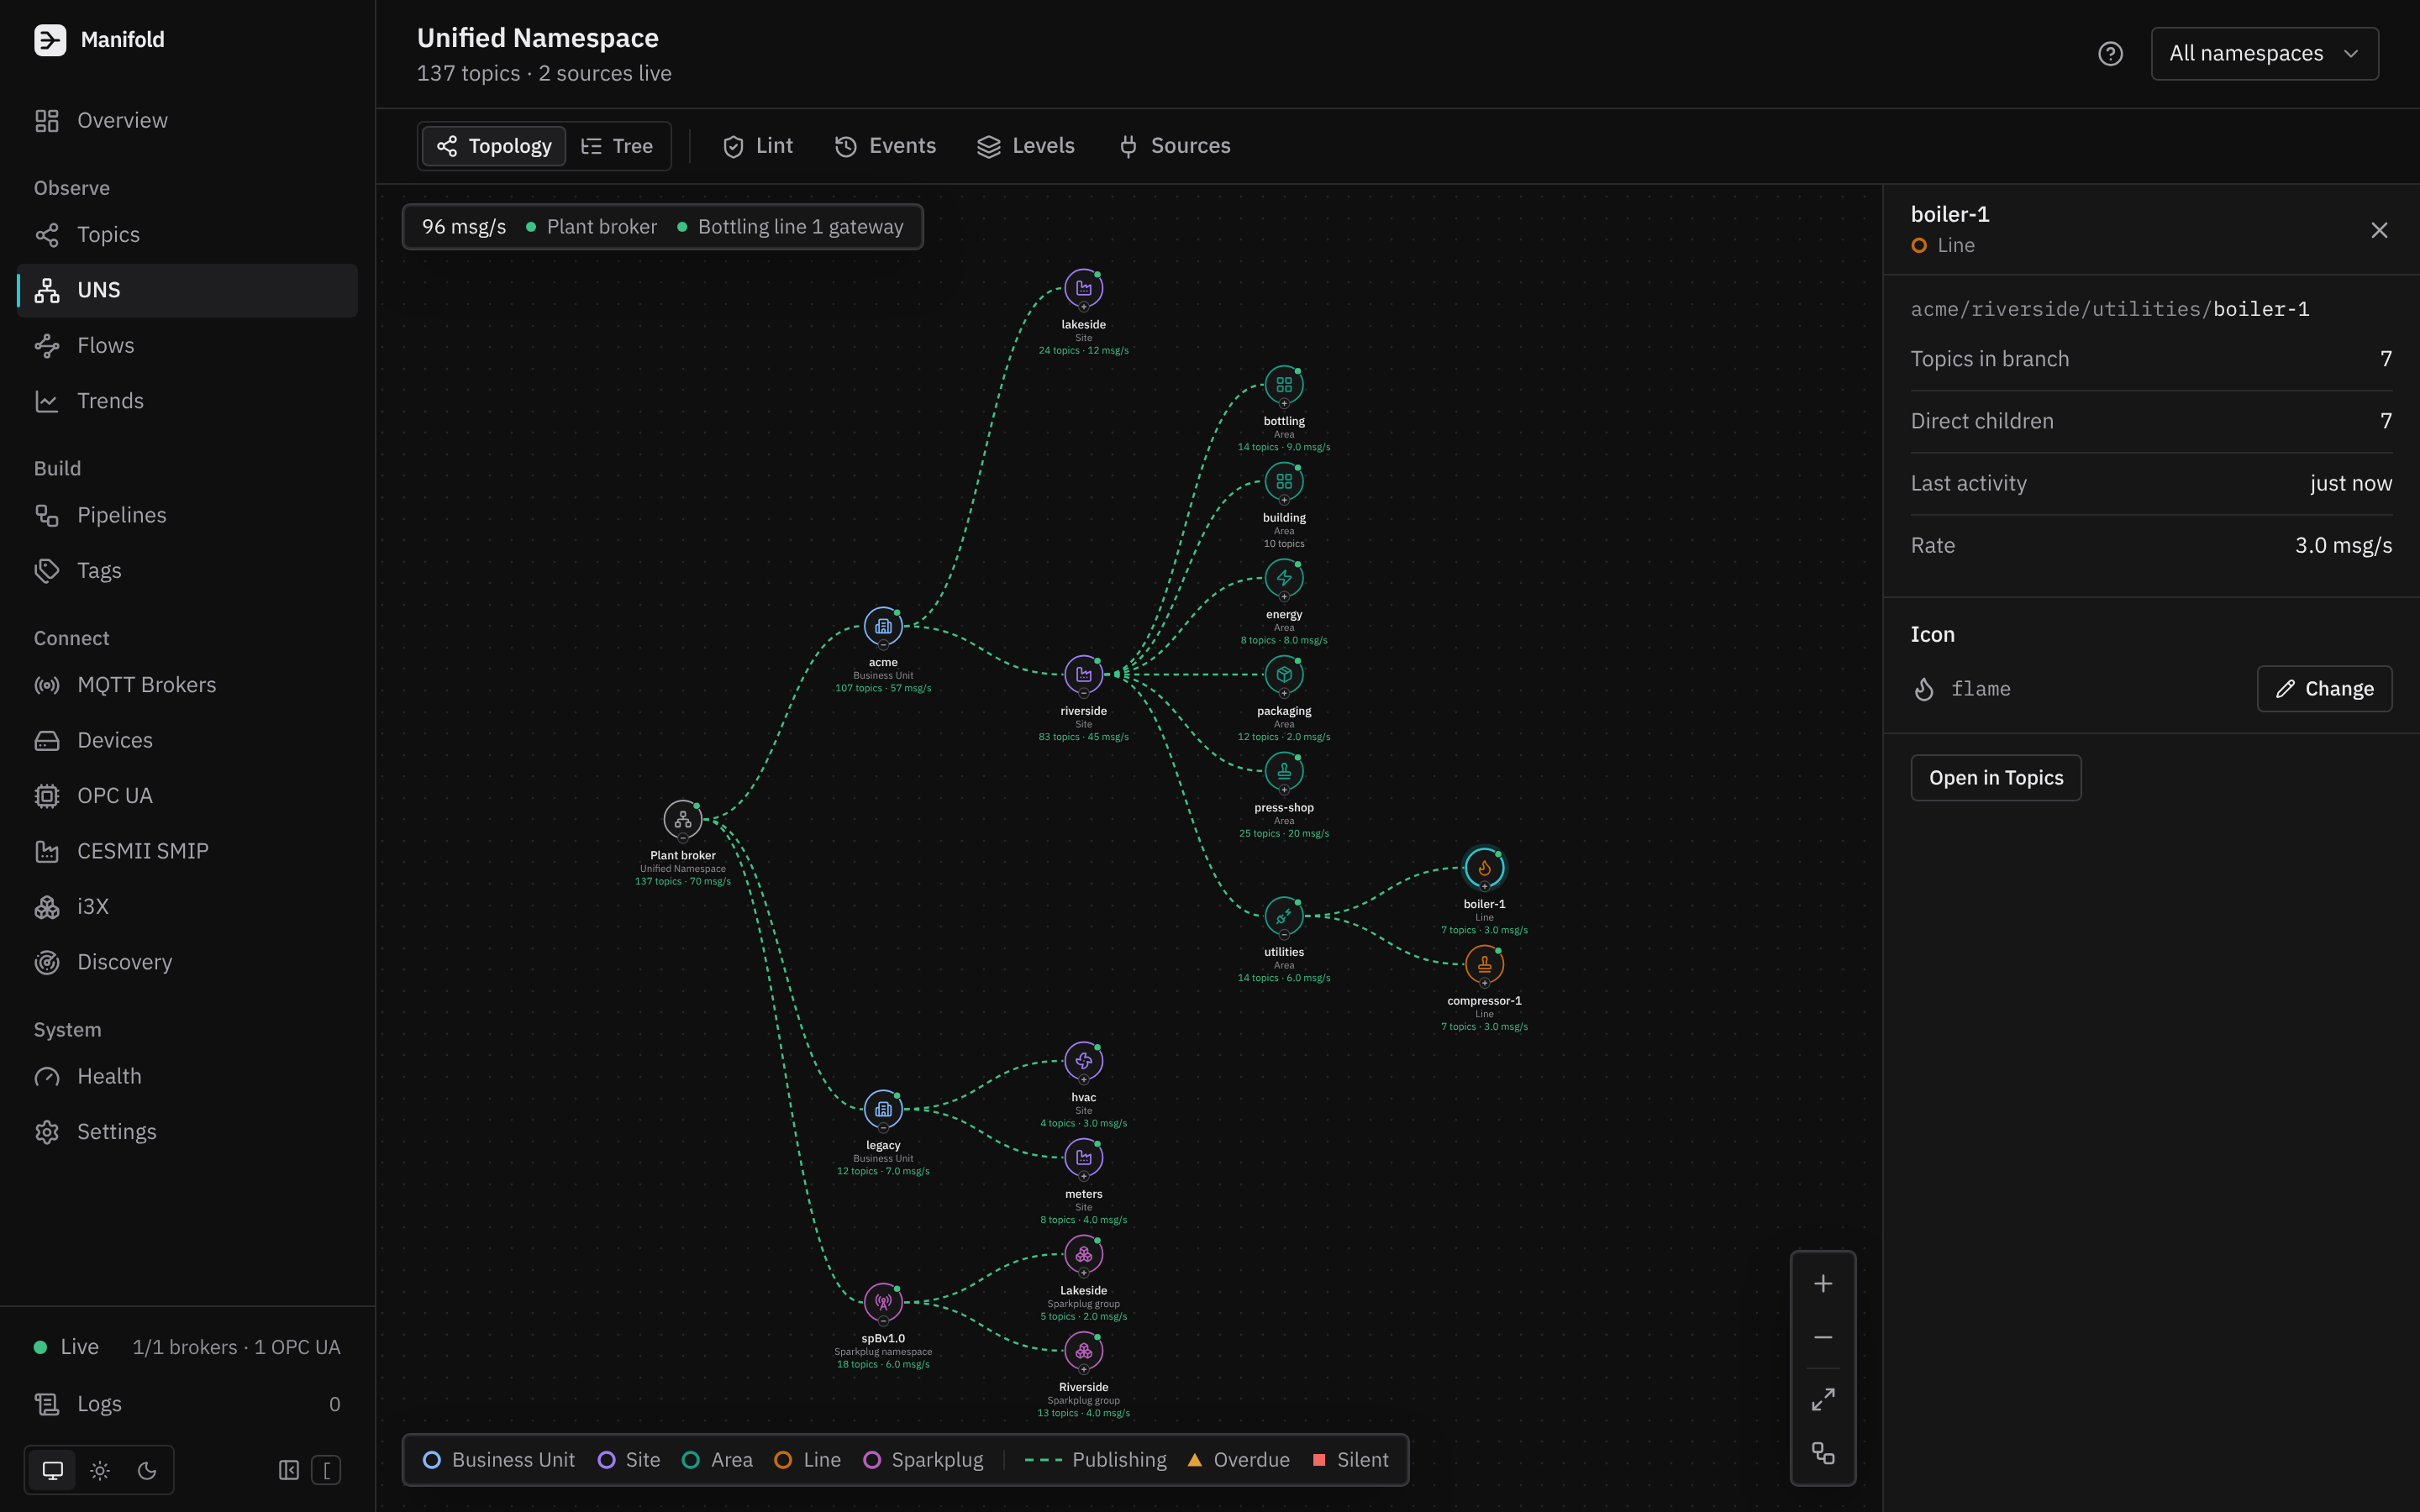 Manifold
Overview
Observe
Topics
UNS
Flows
Trends
Build
Pipelines
Tags
Connect
MQTT Brokers
Devices
OPC UA
CESMII SMIP
i3X
Discovery
System
Health
Settings
Live 1/1 brokers · 1 OPC UA
Logs 0
[
Unified Namespace
137 topics · 2 sources live
All namespaces
Topology Tree Lint Events Levels Sources
96 msg/s Plant broker Bottling line 1 gateway
lakeside
Site
24 topics · 12 msg/s
bottling
Area
14 topics · 9.0 msg/s
building
Area
10 topics
energy
Area
8 topics · 8.0 msg/s
acme
Business Unit
107 topics · 57 msg/s
riverside
Site
83 topics · 45 msg/s
packaging
Area
12 topics · 2.0 msg/s
press-shop
Area
25 topics · 20 msg/s
Plant broker
Unified Namespace
137 topics · 70 msg/s
boiler-1
Line
7 topics · 3.0 msg/s
utilities
Area
14 topics · 6.0 msg/s
compressor-1
Line
7 topics · 3.0 msg/s
hvac
Site
4 topics · 3.0 msg/s
legacy
Business Unit
12 topics · 7.0 msg/s
meters
Site
8 topics · 4.0 msg/s
Lakeside
Sparkplug group
5 topics · 2.0 msg/s
spBv1.0
Sparkplug namespace
18 topics · 6.0 msg/s
Riverside
Sparkplug group
13 topics · 4.0 msg/s
Business Unit Site Area Line Sparkplug Publishing Overdue Silent
boiler-1
Line
acme/riverside/utilities/boiler-1
Topics in branch 7
Direct children 7
Last activity just now
Rate 3.0 msg/s
Icon
flame Change
Open in Topics